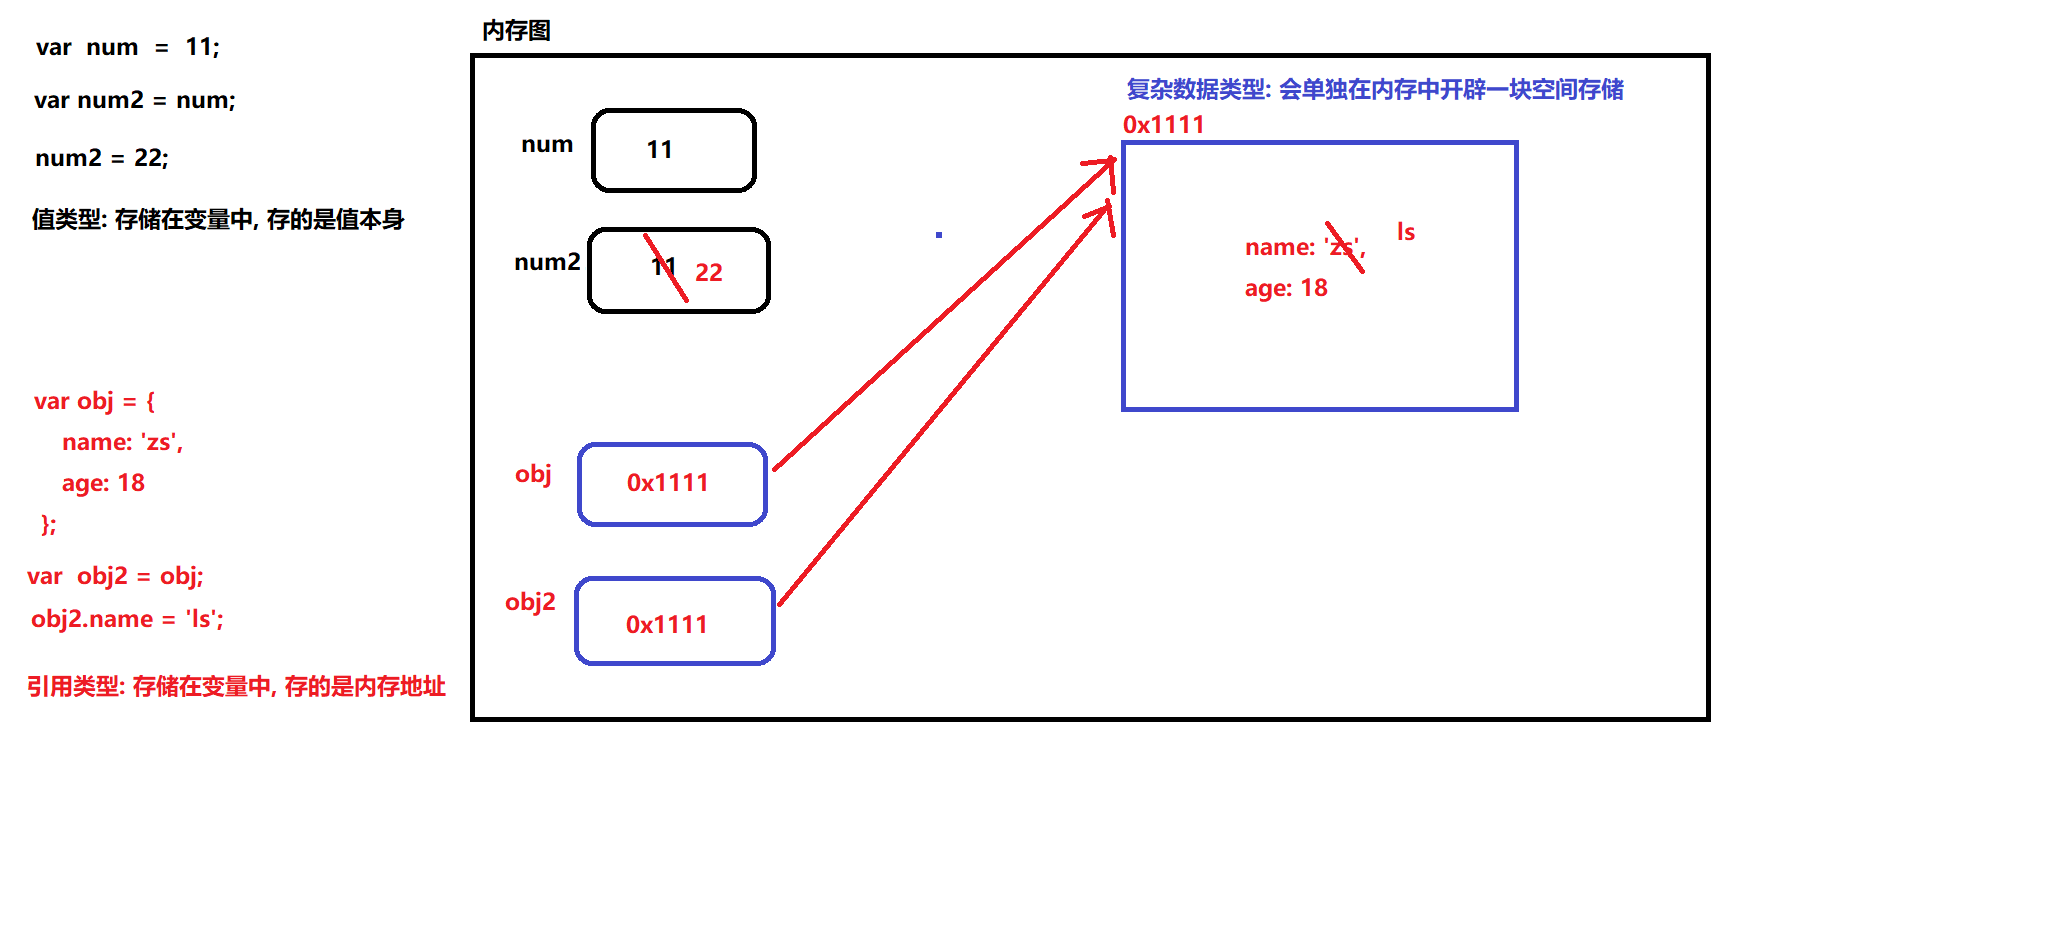 var num = 11;
var num2 = num;
num2 = 22;
值类型: 存储在变量中, 存的是值本身
var obj = {
name: 'zs',
age: 18
};
var obj2 = obj;
obj2.name = 'ls';
引用类型: 存储在变量中, 存的是内存地址
内存图
num
11
num2
11
22
obj
0x1111
obj2
0x1111
复杂数据类型: 会单独在内存中开辟一块空间存储
0x1111
name: 'zs',
ls
age: 18